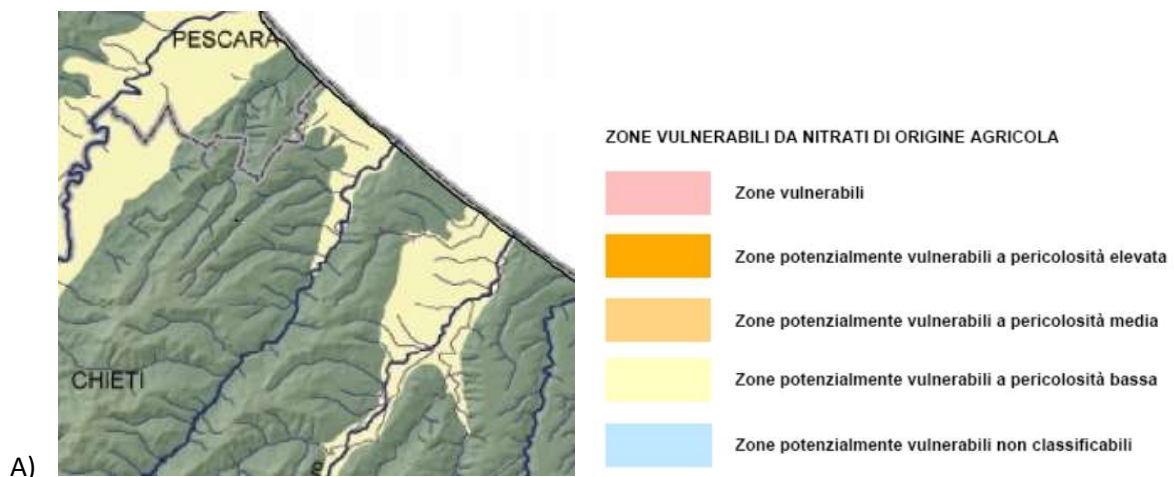 PESCARA
CHIETI
A)
ZONE VULNERABILI DA NITRATI DI ORIGINE AGRICOLA
Zone vulnerabili
Zone potenzialmente vulnerabili a pericolosità elevata
Zone potenzialmente vulnerabili a pericolosità media
Zone potenzialmente vulnerabili a pericolosità bassa
Zone potenzialmente vulnerabili non classificabili